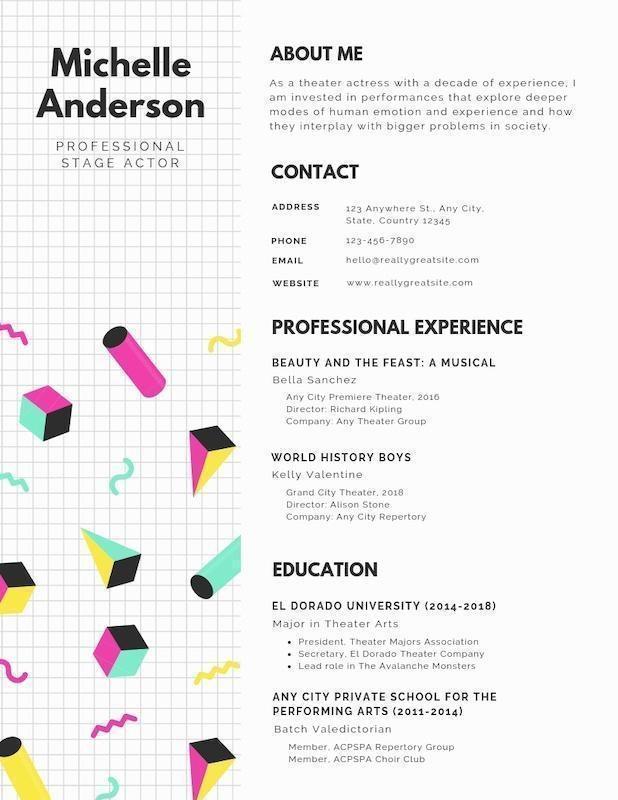 Michelle
Anderson
PROFESSIONAL
STAGE ACTOR
ABOUT ME
As a theater actress with a decade of experience, I
am invested in performances that explore deeper
modes of human emotion and experience and how
they interplay with bigger problems in society.
CONTACT
ADDRESS 123 Anywhere St., Any City,
State, Country 12345
PHONE 123-456-7890
EMAIL hello@reallygreatsite.com
WEBSITE www.reallygreatsite.com
PROFESSIONAL EXPERIENCE
BEAUTY AND THE FEAST: A MUSICAL
Bella Sanchez
Any City Premiere Theater, 2016
Director: Richard Kipling
Company: Any Theater Group
WORLD HISTORY BOYS
Kelly Valentine
Grand City Theater, 2018
Director: Alison Stone
Company: Any City Repertory
EDUCATION
EL DORADO UNIVERSITY (2014-2018)
Major in Theater Arts
• President, Theater Majors Association
• Secretary, El Dorado Theater Company
• Lead role in The Avalanche Monsters
ANY CITY PRIVATE SCHOOL FOR THE
PERFORMING ARTS (2011-2014)
Batch Valedictorian
Member, ACPSPA Repertory Group
Member, ACPSPA Choir Club